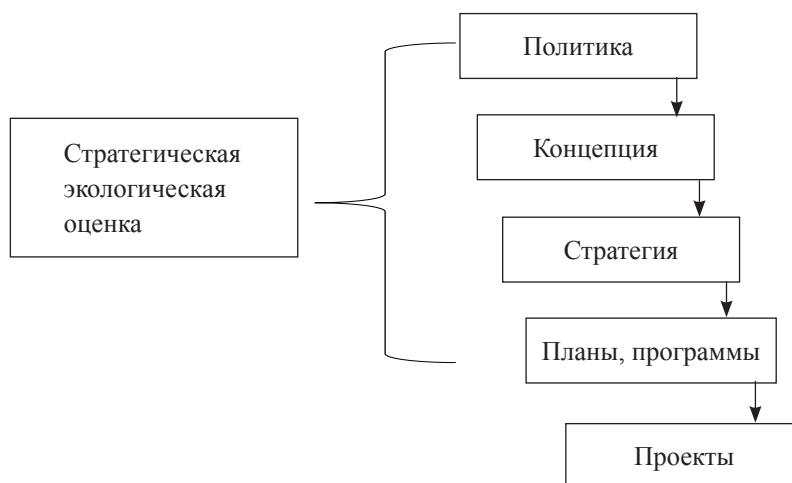 Политика
Концепция
Стратегическая
экологическая
оценка
Стратегия
Планы, программы
Проекты